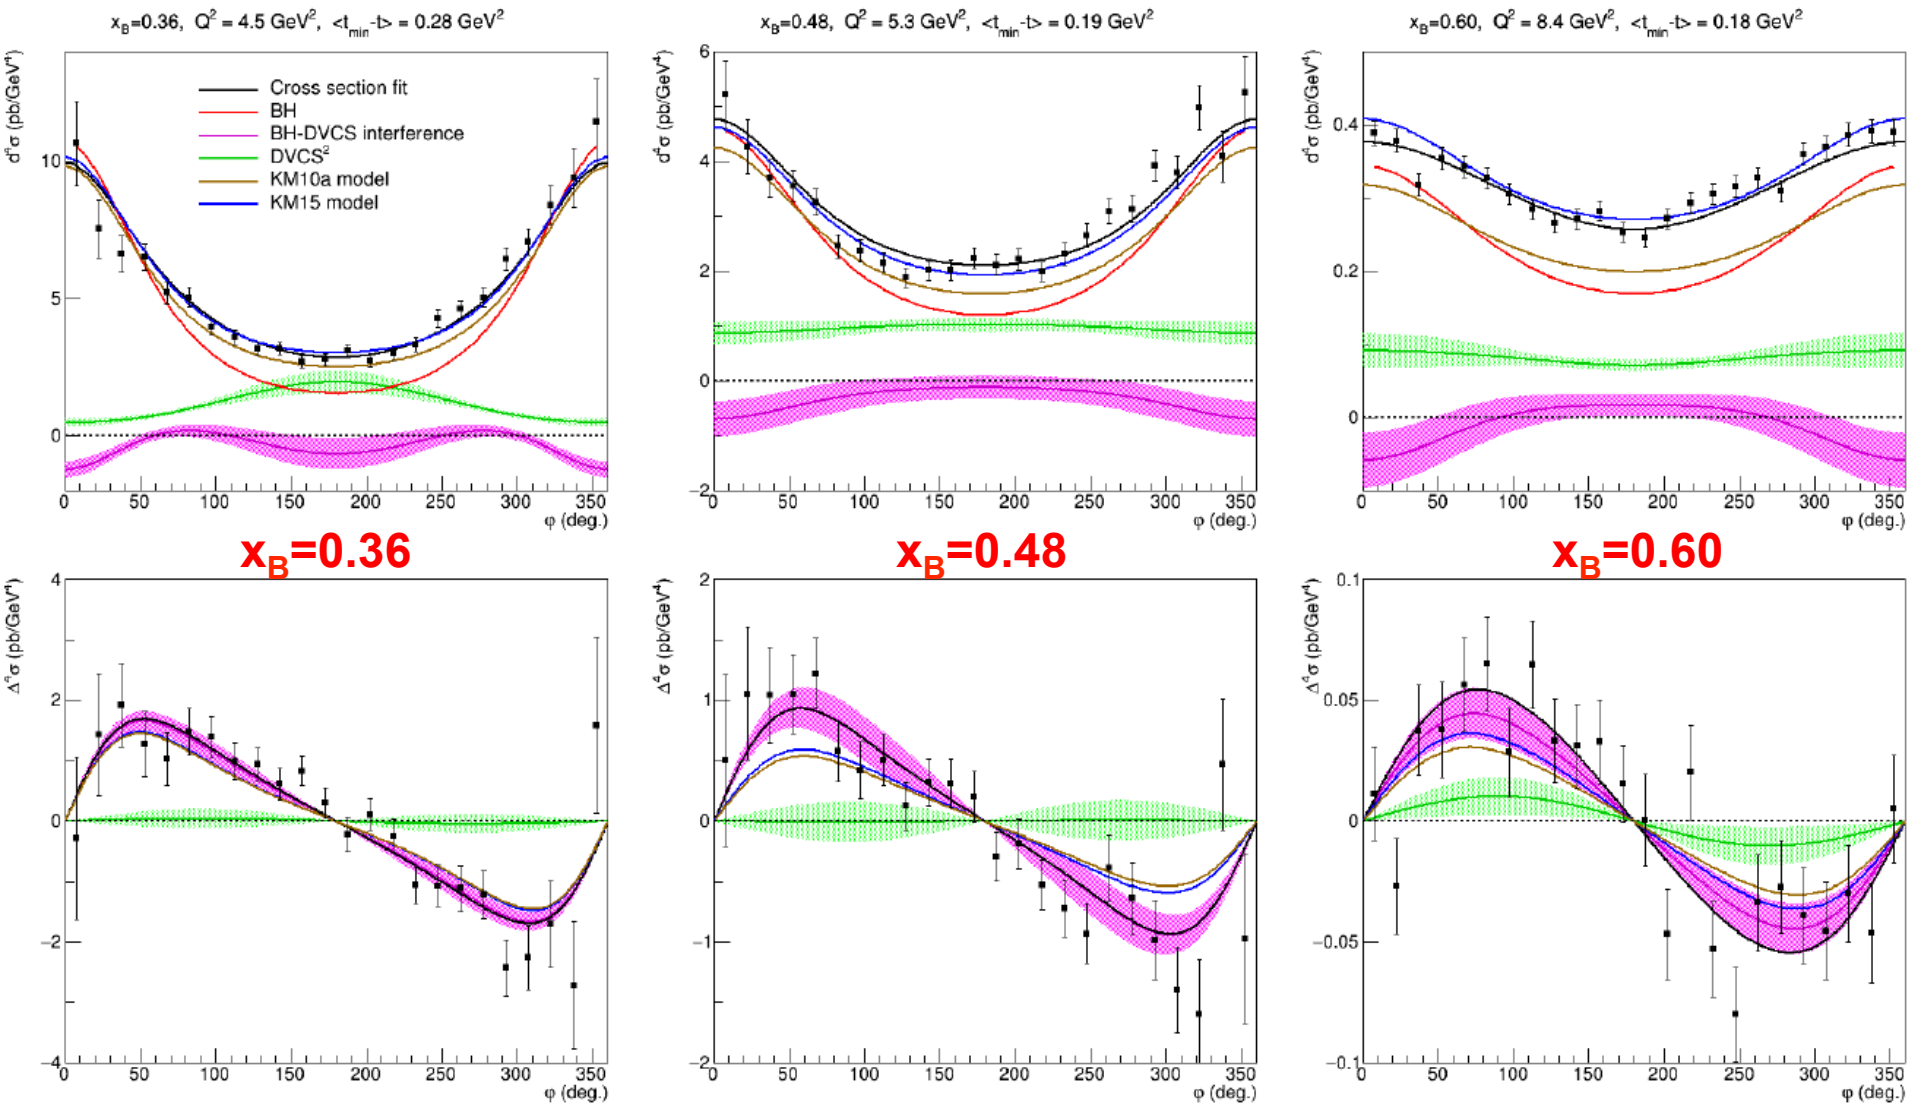 x_B=0.36, Q² = 4.5 GeV², <t_min-t> = 0.28 GeV²
x_B=0.48, Q² = 5.3 GeV², <t_min-t> = 0.19 GeV²
x_B=0.60, Q² = 8.4 GeV², <t_min-t> = 0.18 GeV²
d⁴σ (pb/GeV⁴)
10
5
0
Cross section fit
BH
BH-DVCS interference
DVCS²
KM10a model
KM15 model
0 50 100 150 200 250 300 350
φ (deg.)
d⁴σ (pb/GeV⁴)
6
4
2
0
−2
0 50 100 150 200 250 300 350
φ (deg.)
d⁴σ (pb/GeV⁴)
0.4
0.2
0
0 50 100 150 200 250 300 350
φ (deg.)
x_B=0.36
x_B=0.48
x_B=0.60
Δ⁴σ (pb/GeV⁴)
4
2
0
−2
−4
0 50 100 150 200 250 300 350
φ (deg.)
Δ⁴σ (pb/GeV⁴)
2
1
0
−1
−2
0 50 100 150 200 250 300 350
φ (deg.)
Δ⁴σ (pb/GeV⁴)
0.1
0.05
0
−0.05
−0.1
0 50 100 150 200 250 300 350
φ (deg.)